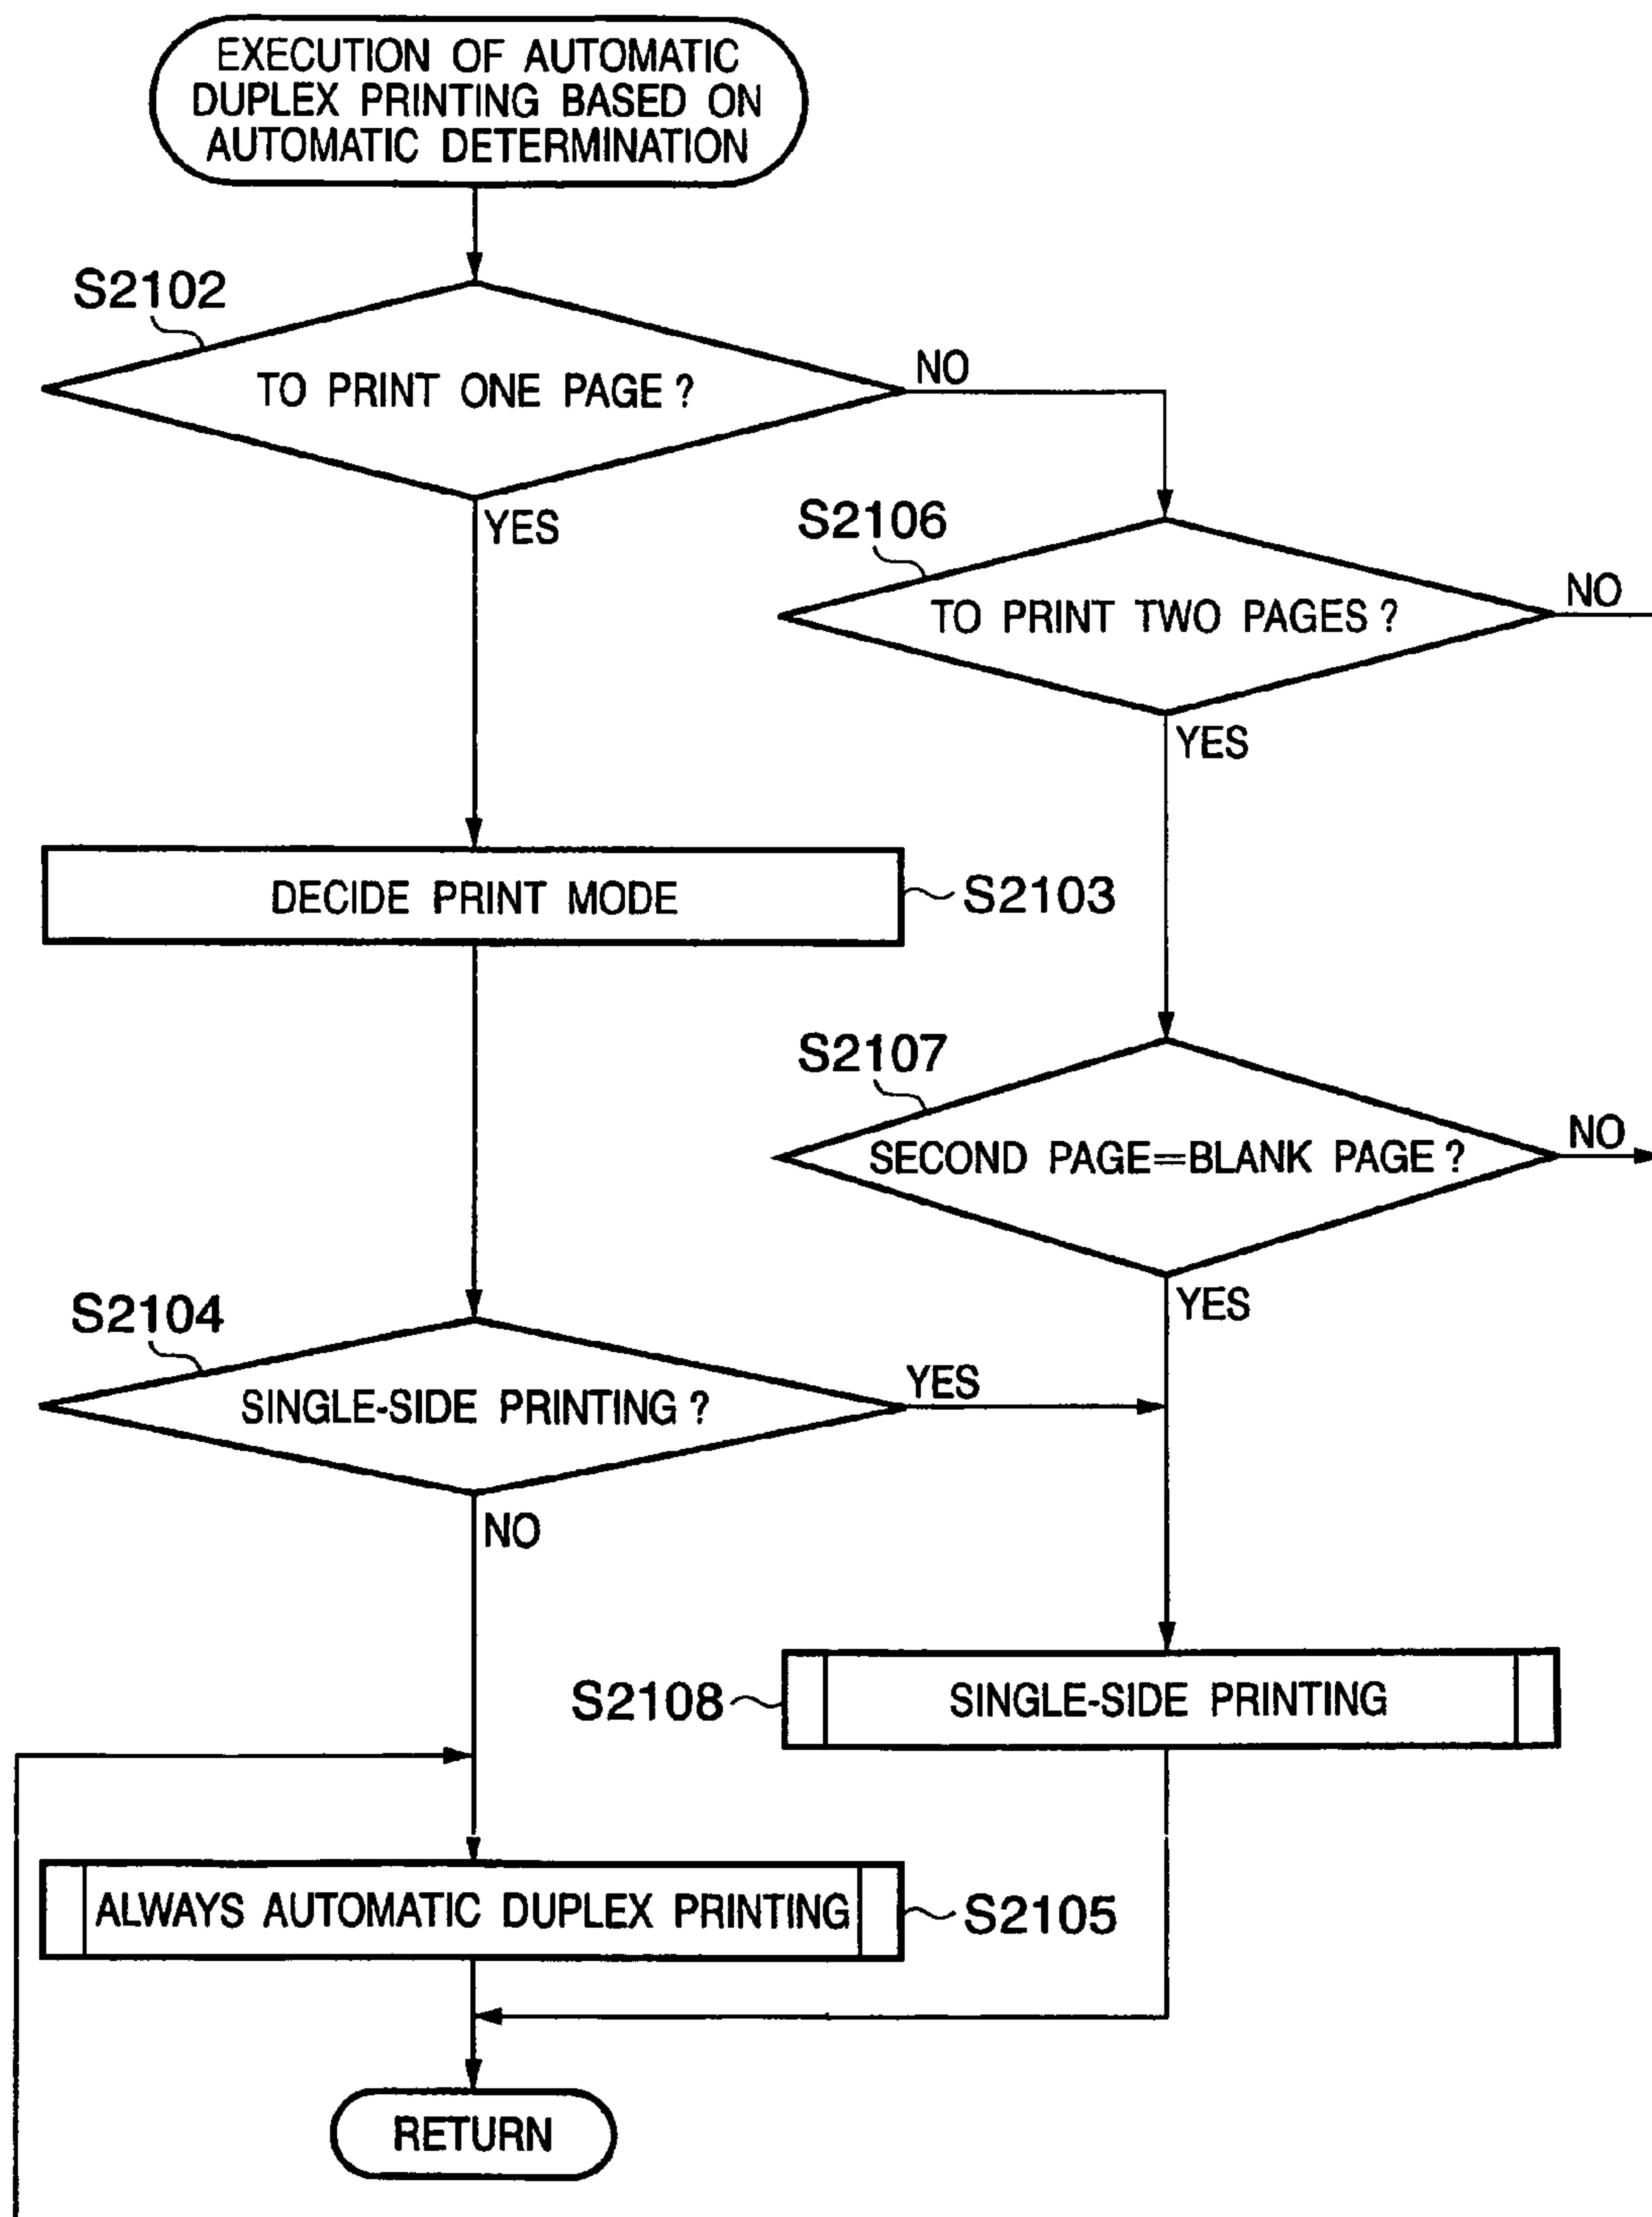 EXECUTION OF AUTOMATIC
DUPLEX PRINTING BASED ON
AUTOMATIC DETERMINATION
S2102
TO PRINT ONE PAGE ?
NO
YES
S2106
TO PRINT TWO PAGES ?
NO
YES
DECIDE PRINT MODE
S2103
S2107
SECOND PAGE=BLANK PAGE ?
NO
YES
S2104
SINGLE-SIDE PRINTING ?
YES
NO
S2108
SINGLE-SIDE PRINTING
ALWAYS AUTOMATIC DUPLEX PRINTING
S2105
RETURN